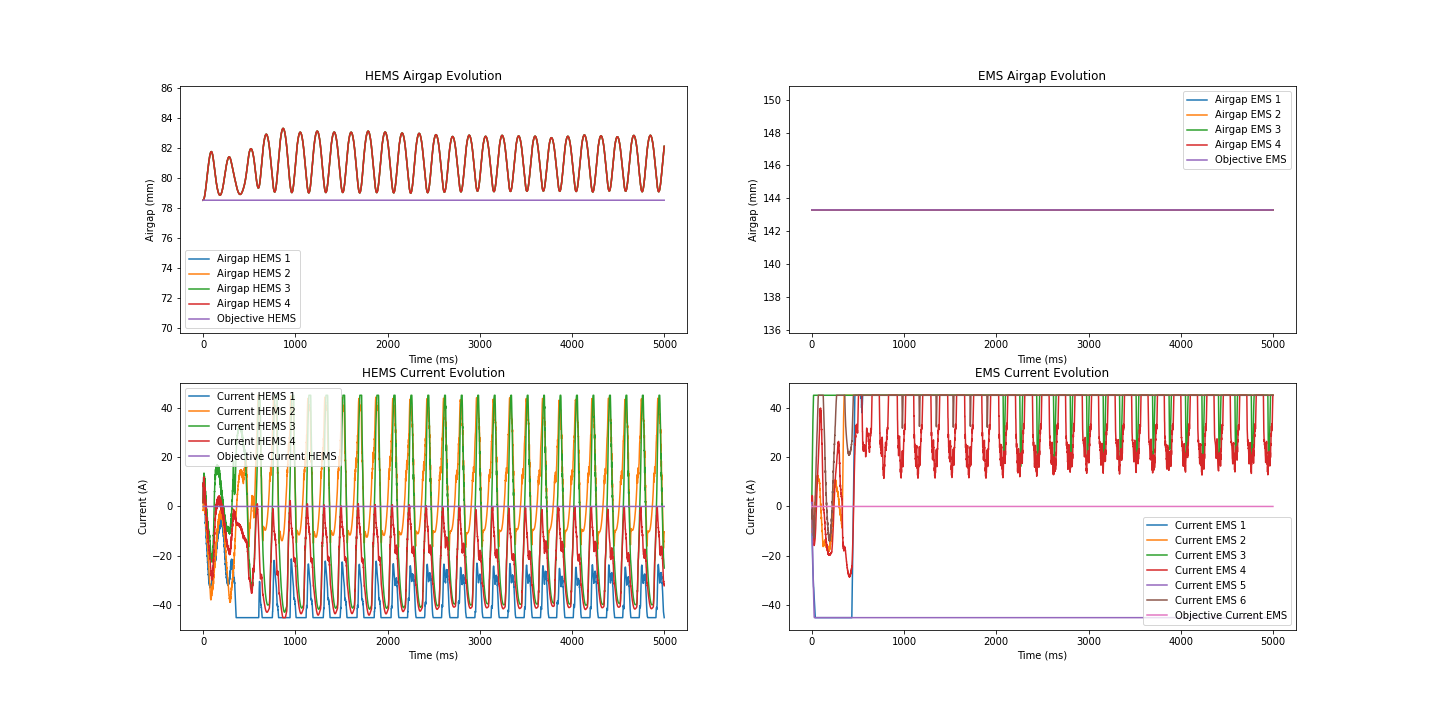 HEMS Airgap Evolution
86
84
82
80
78
76
74
72
70
Airgap (mm)
Airgap HEMS 1
Airgap HEMS 2
Airgap HEMS 3
Airgap HEMS 4
Objective HEMS
0 1000 2000 3000 4000 5000
Time (ms)
EMS Airgap Evolution
150
148
146
144
142
140
138
136
Airgap (mm)
Airgap EMS 1
Airgap EMS 2
Airgap EMS 3
Airgap EMS 4
Objective EMS
0 1000 2000 3000 4000 5000
Time (ms)
HEMS Current Evolution
40
20
0
−20
−40
Current (A)
Current HEMS 1
Current HEMS 2
Current HEMS 3
Current HEMS 4
Objective Current HEMS
0 1000 2000 3000 4000 5000
Time (ms)
EMS Current Evolution
40
20
0
−20
−40
Current (A)
Current EMS 1
Current EMS 2
Current EMS 3
Current EMS 4
Current EMS 5
Current EMS 6
Objective Current EMS
0 1000 2000 3000 4000 5000
Time (ms)